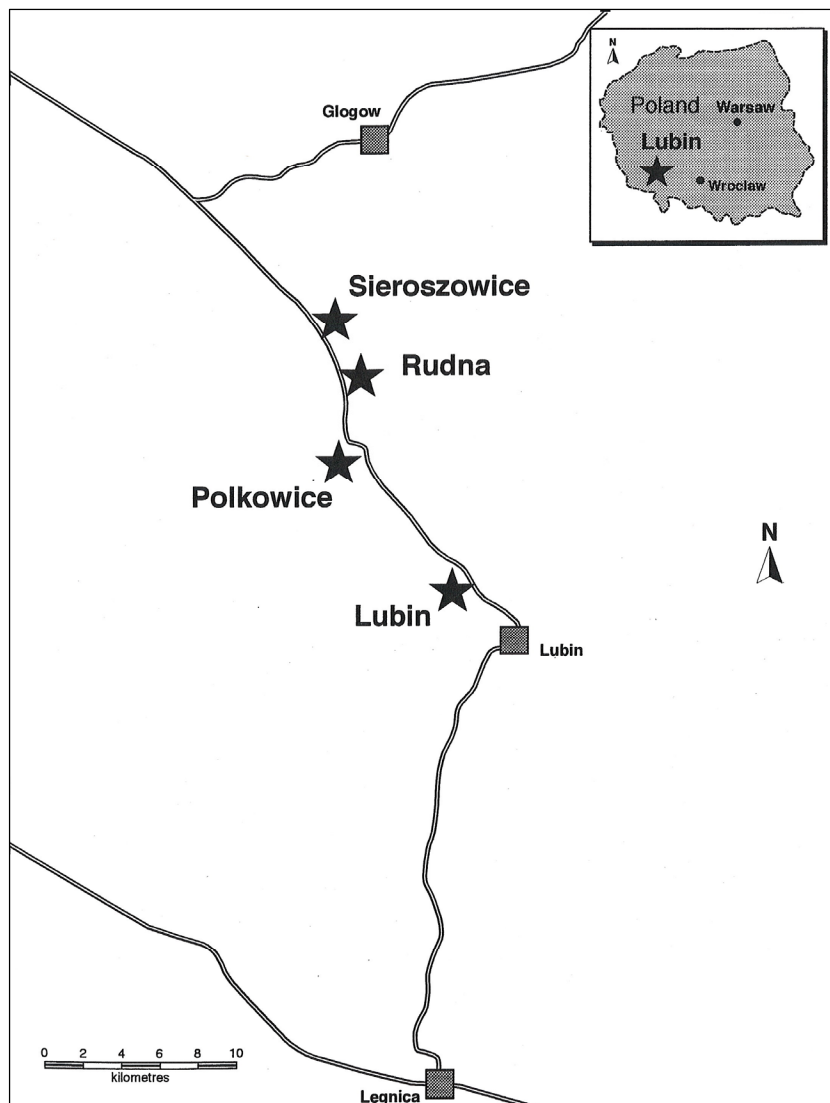 Glogow
N
Poland
Warsaw
Lubin
Wroclaw
Sieroszowice
Rudna
Polkowice
N
Lubin
Lubin
0 2 4 6 8 10
kilometres
Legnica